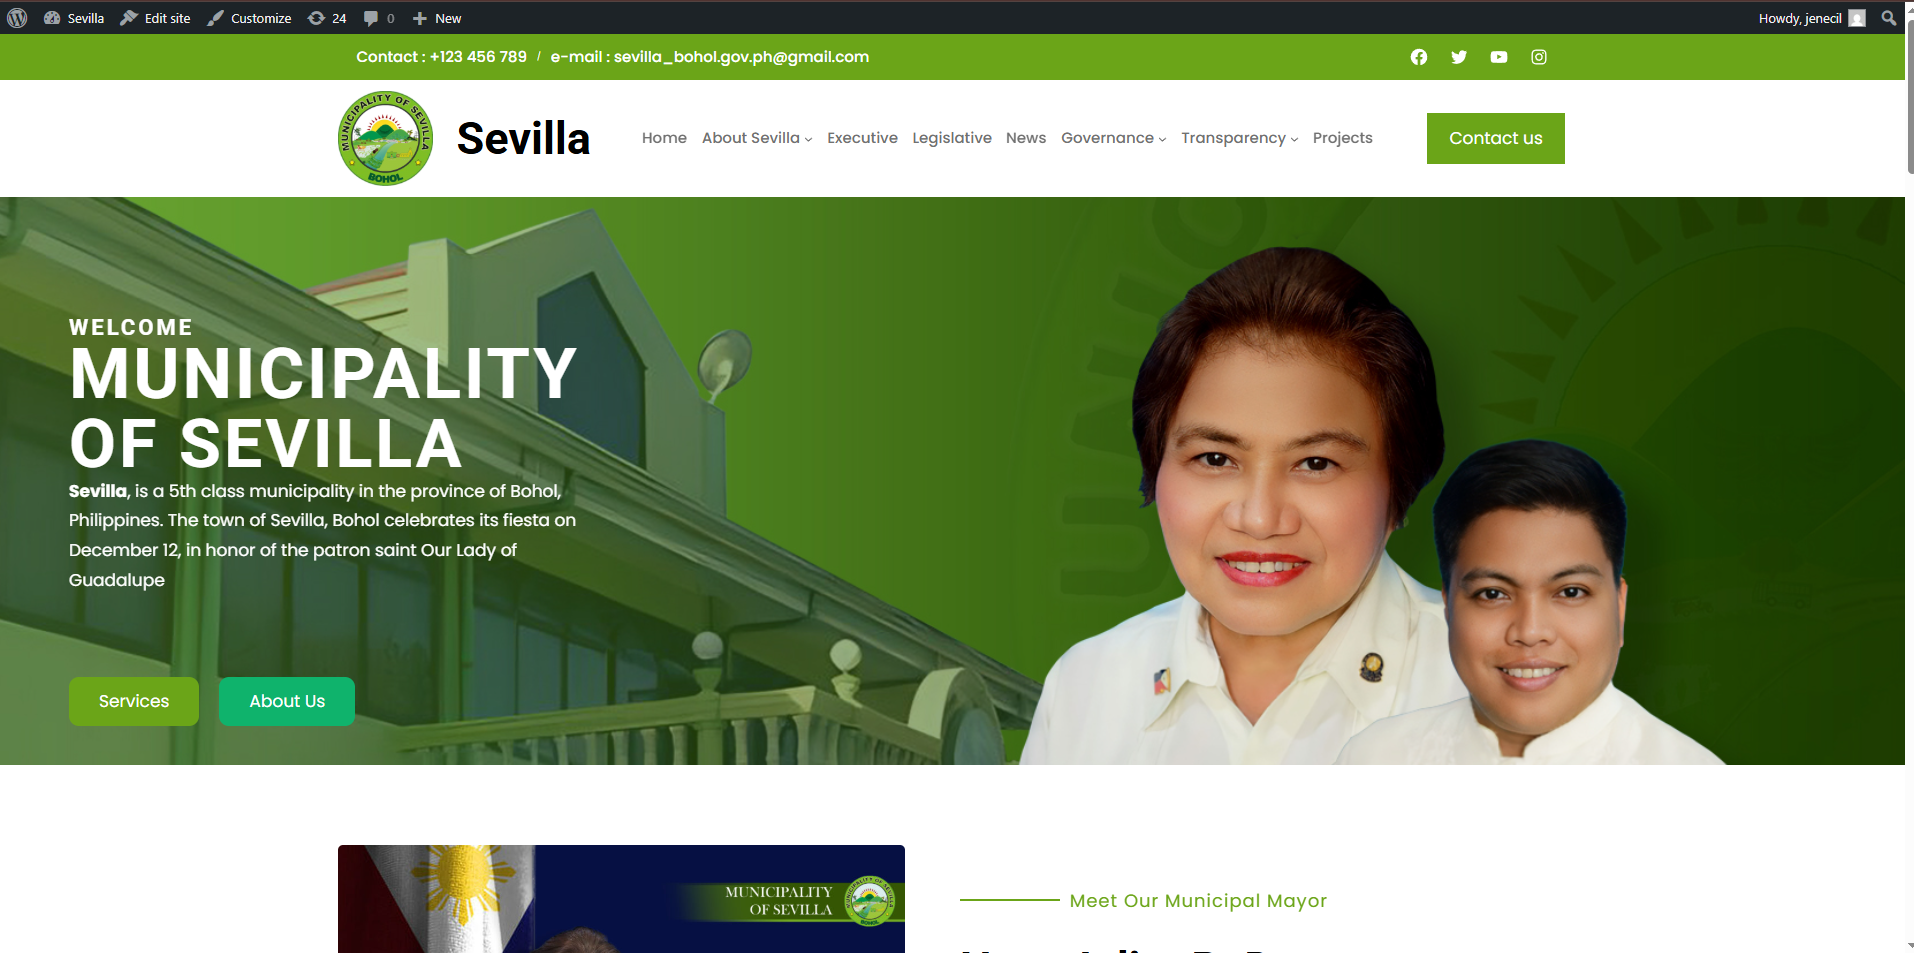 Sevilla Edit site Customize 24 0 New Howdy, jenecil
Contact : +123 456 789 / e-mail : sevilla_bohol.gov.ph@gmail.com
MUNICIPALITY OF SEVILLA
BOHOL
Sevilla
Home About Sevilla Executive Legislative News Governance Transparency Projects
Contact us
WELCOME
MUNICIPALITY
OF SEVILLA
Sevilla, is a 5th class municipality in the province of Bohol,
Philippines. The town of Sevilla, Bohol celebrates its fiesta on
December 12, in honor of the patron saint Our Lady of
Guadalupe
Services About Us
MUNICIPALITY
OF SEVILLA
MUNICIPALITY OF SEVILLA
BOHOL
Meet Our Municipal Mayor